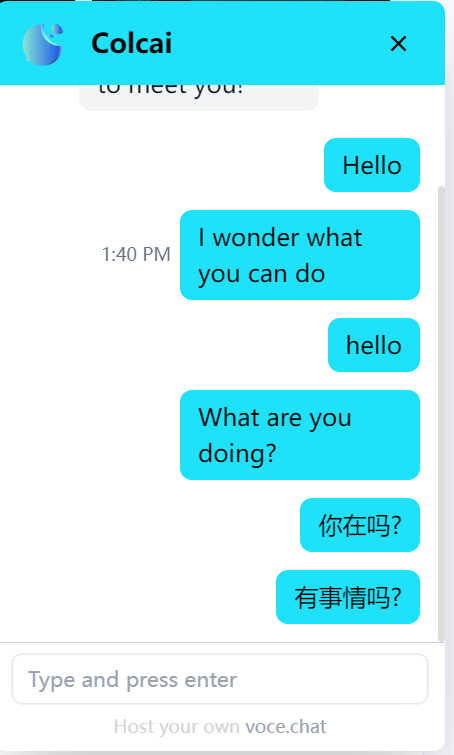 Colcai
to meet you!
Hello
I wonder what
you can do
1:40 PM
hello
What are you
doing?
你在吗?
有事情吗?
Type and press enter
Host your own voce.chat